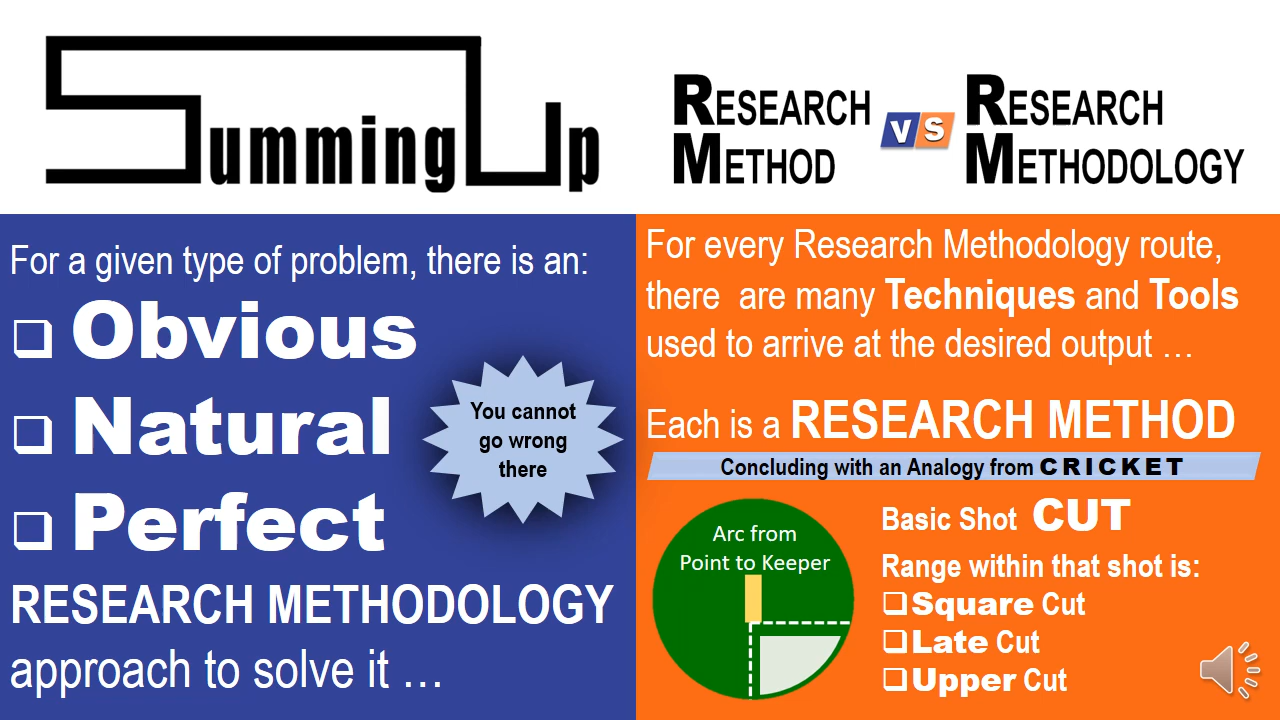 Summing Up
RESEARCH METHOD
vs
RESEARCH METHODOLOGY
For a given type of problem, there is an:
❑ Obvious
❑ Natural
❑ Perfect
RESEARCH METHODOLOGY
approach to solve it …
You cannot
go wrong
there
For every Research Methodology route,
there are many Techniques and Tools
used to arrive at the desired output …
Each is a RESEARCH METHOD
Concluding with an Analogy from CRICKET
Arc from
Point to Keeper
Basic Shot CUT
Range within that shot is:
❑ Square Cut
❑ Late Cut
❑ Upper Cut